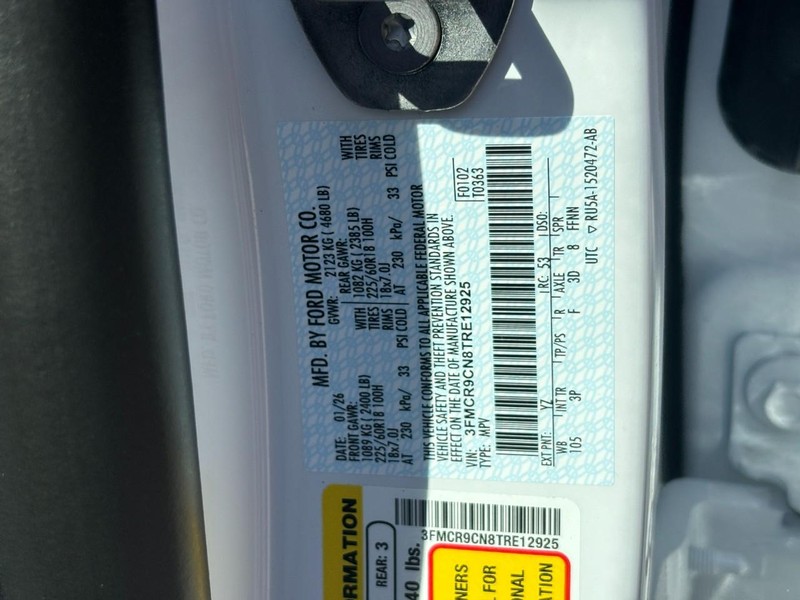 MFD. BY FORD MOTOR CO.
DATE: 01/26
GVWR: 2123 KG ( 4680 LB)
FRONT GAWR:
REAR GAWR:
1089 KG ( 2400 LB) WITH
1082 KG ( 2385 LB) WITH
225/60R18 100H TIRES
225/60R18 100H TIRES
18x7.0J RIMS
18x7.0J RIMS
AT 230 kPa/ 33 PSI COLD
AT 230 kPa/ 33 PSI COLD
THIS VEHICLE CONFORMS TO ALL APPLICABLE FEDERAL MOTOR
VEHICLE SAFETY AND THEFT PREVENTION STANDARDS IN
EFFECT ON THE DATE OF MANUFACTURE SHOWN ABOVE.
VIN: 3FMCR9CN8TRE12925
TYPE: MPV
F0102
T0363
EXT PNT: YZ RC: 53 DSO:
WB INT TR TP/PS R AXLE TR SPR
105 3P F 3D 8 FFNN
UTC ▽ RU5A-1520472-AB
ORMATION
REAR: 3
40 lbs.
3FMCR9CN8TRE12925
NERS
L FOR
ONAL
ATION